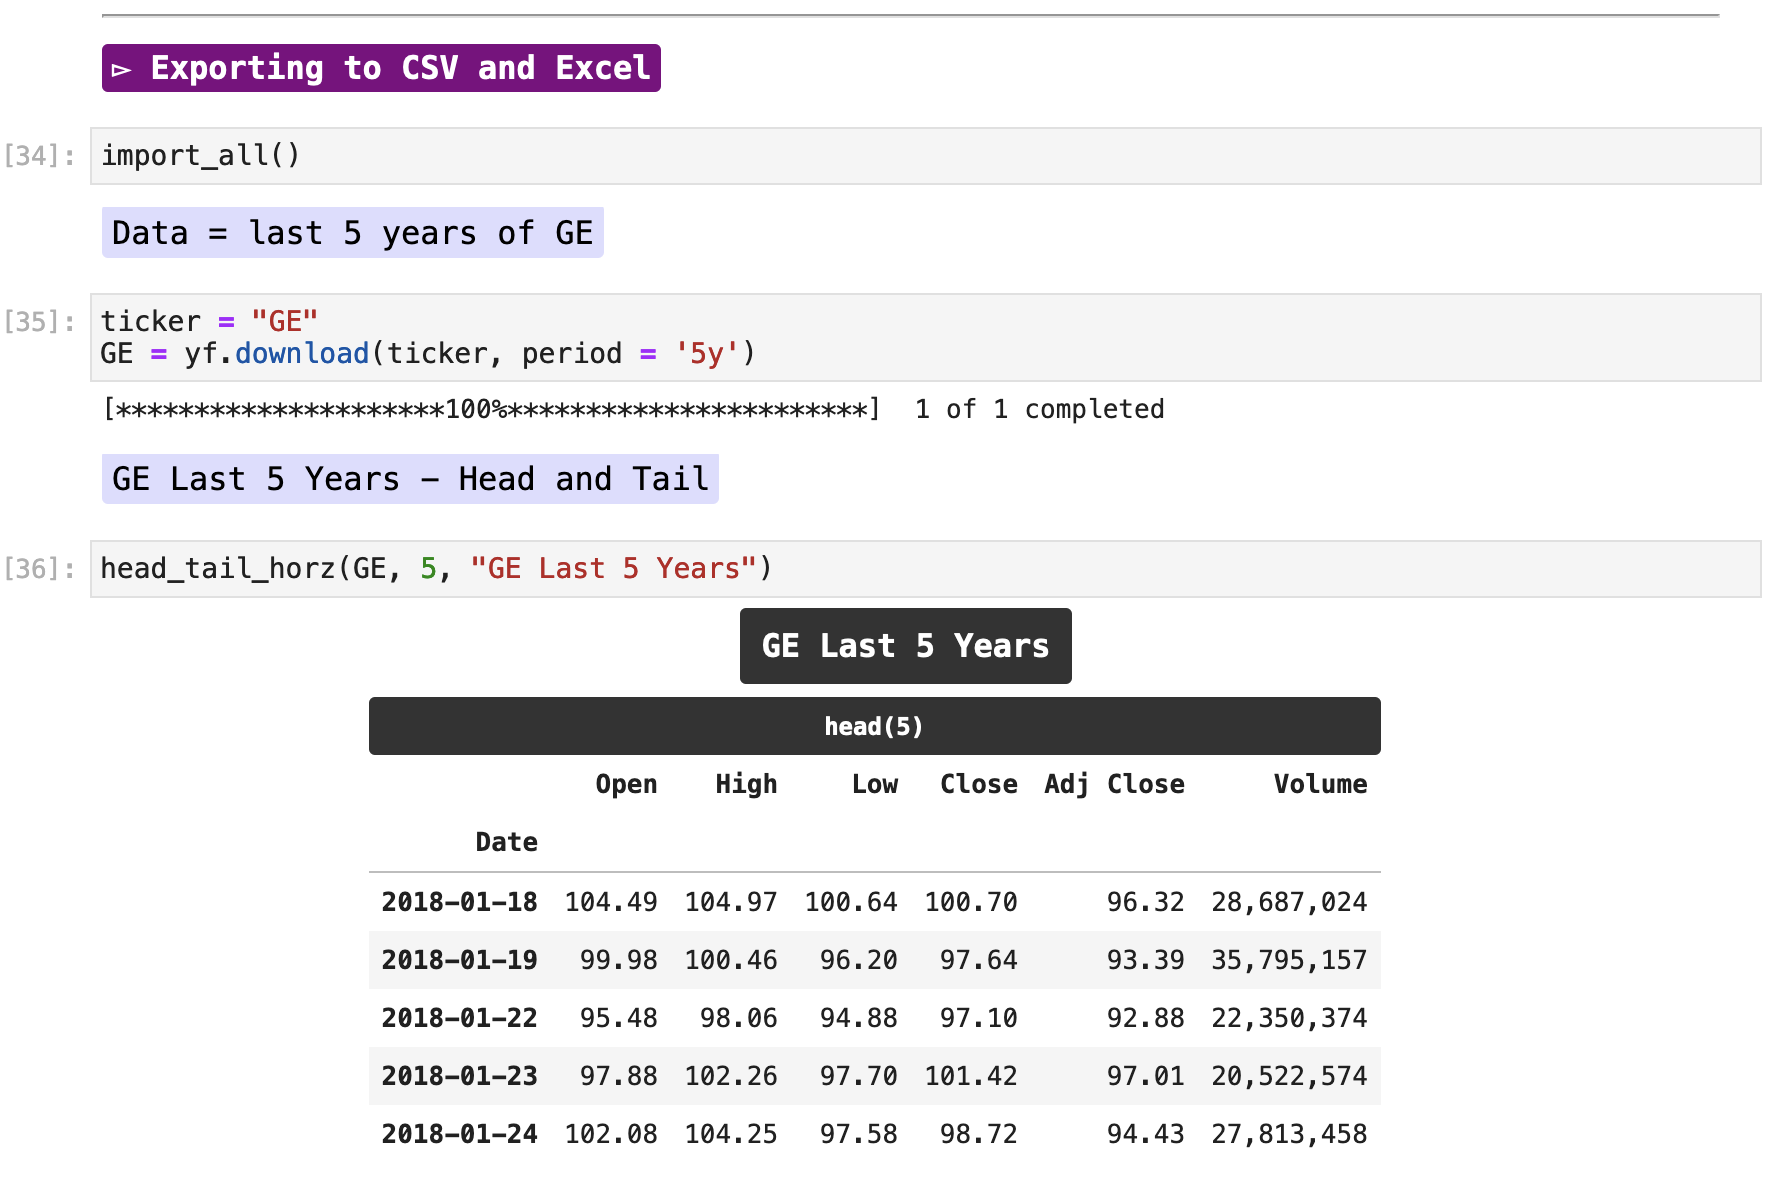 ▻ Exporting to CSV and Excel
[34]: import_all()
Data = last 5 years of GE
[35]: ticker = "GE"
GE = yf.download(ticker, period = '5y')
[*********************100%***********************]  1 of 1 completed
GE Last 5 Years - Head and Tail
[36]: head_tail_horz(GE, 5, "GE Last 5 Years")
GE Last 5 Years
head(5)
Open High Low Close Adj Close Volume
Date
2018-01-18 104.49 104.97 100.64 100.70 96.32 28,687,024
2018-01-19 99.98 100.46 96.20 97.64 93.39 35,795,157
2018-01-22 95.48 98.06 94.88 97.10 92.88 22,350,374
2018-01-23 97.88 102.26 97.70 101.42 97.01 20,522,574
2018-01-24 102.08 104.25 97.58 98.72 94.43 27,813,458